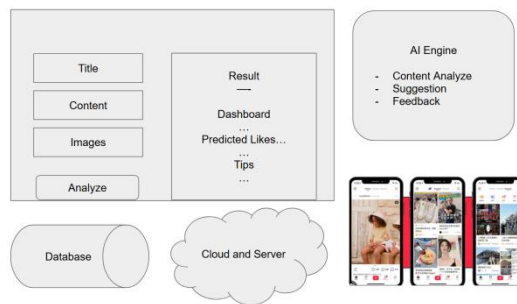 Title
Content
Images
Analyze
Result
—-
Dashboard
…
Predicted Likes…
…
Tips
…
AI Engine
- Content Analyze
- Suggestion
- Feedback
Database
Cloud and Server